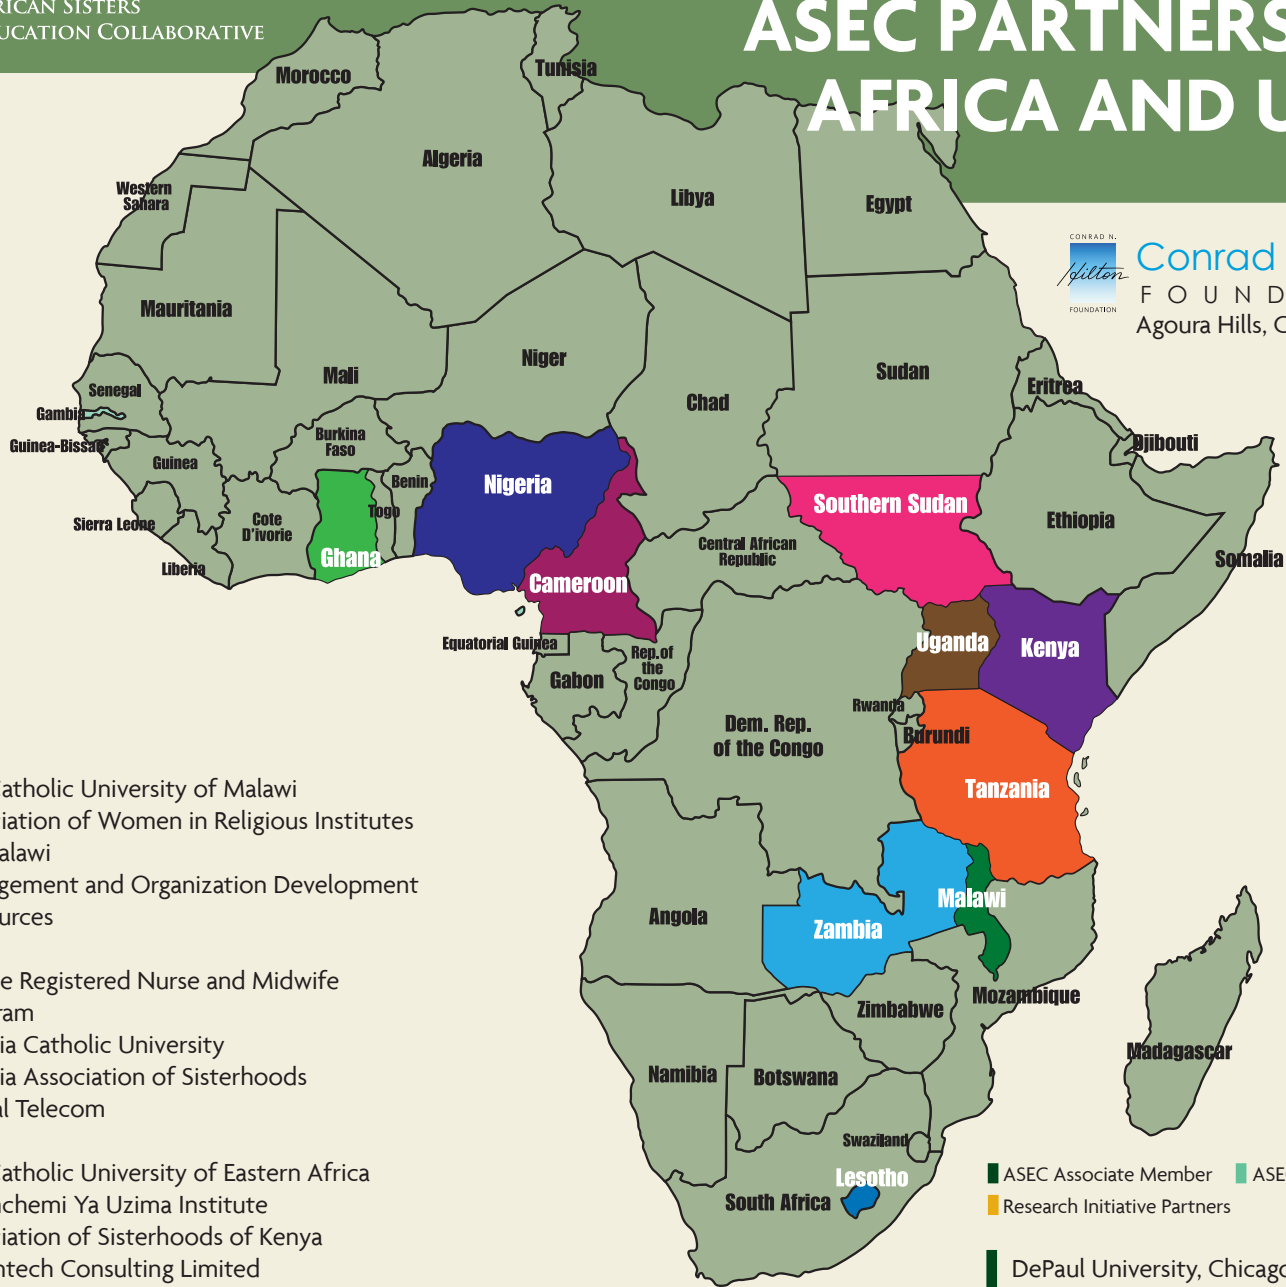 RICAN SISTERS
UCATION COLLABORATIVE
ASEC PARTNERS
AFRICA AND U
CONRAD N.
Hilton
FOUNDATION
Conrad
FOUND
Agoura Hills, C
Morocco
Tunisia
Algeria
Libya
Egypt
Western
Sahara
Mauritania
Mali
Niger
Chad
Sudan
Eritrea
Senegal
Gambia
Guinea-Bissau
Guinea
Burkina
Faso
Benin
Nigeria
Djibouti
Southern Sudan
Sierra Leone
Cote
D'ivorie
Togo
Ghana
Liberia
Cameroon
Central African
Republic
Ethiopia
Somalia
Equatorial Guinea
Gabon
Rep.of
the
Congo
Uganda
Kenya
Rwanda
Burundi
Dem. Rep.
of the Congo
Tanzania
Angola
Zambia
Malawi
Mozambique
Zimbabwe
Madagascar
Namibia
Botswana
Swaziland
Lesotho
South Africa
atholic University of Malawi
iation of Women in Religious Institutes
alawi
gement and Organization Development
urces
e Registered Nurse and Midwife
ram
ia Catholic University
ia Association of Sisterhoods
al Telecom
atholic University of Eastern Africa
chemi Ya Uzima Institute
iation of Sisterhoods of Kenya
ntech Consulting Limited
ASEC Associate Member ASE
Research Initiative Partners
DePaul University, Chicago